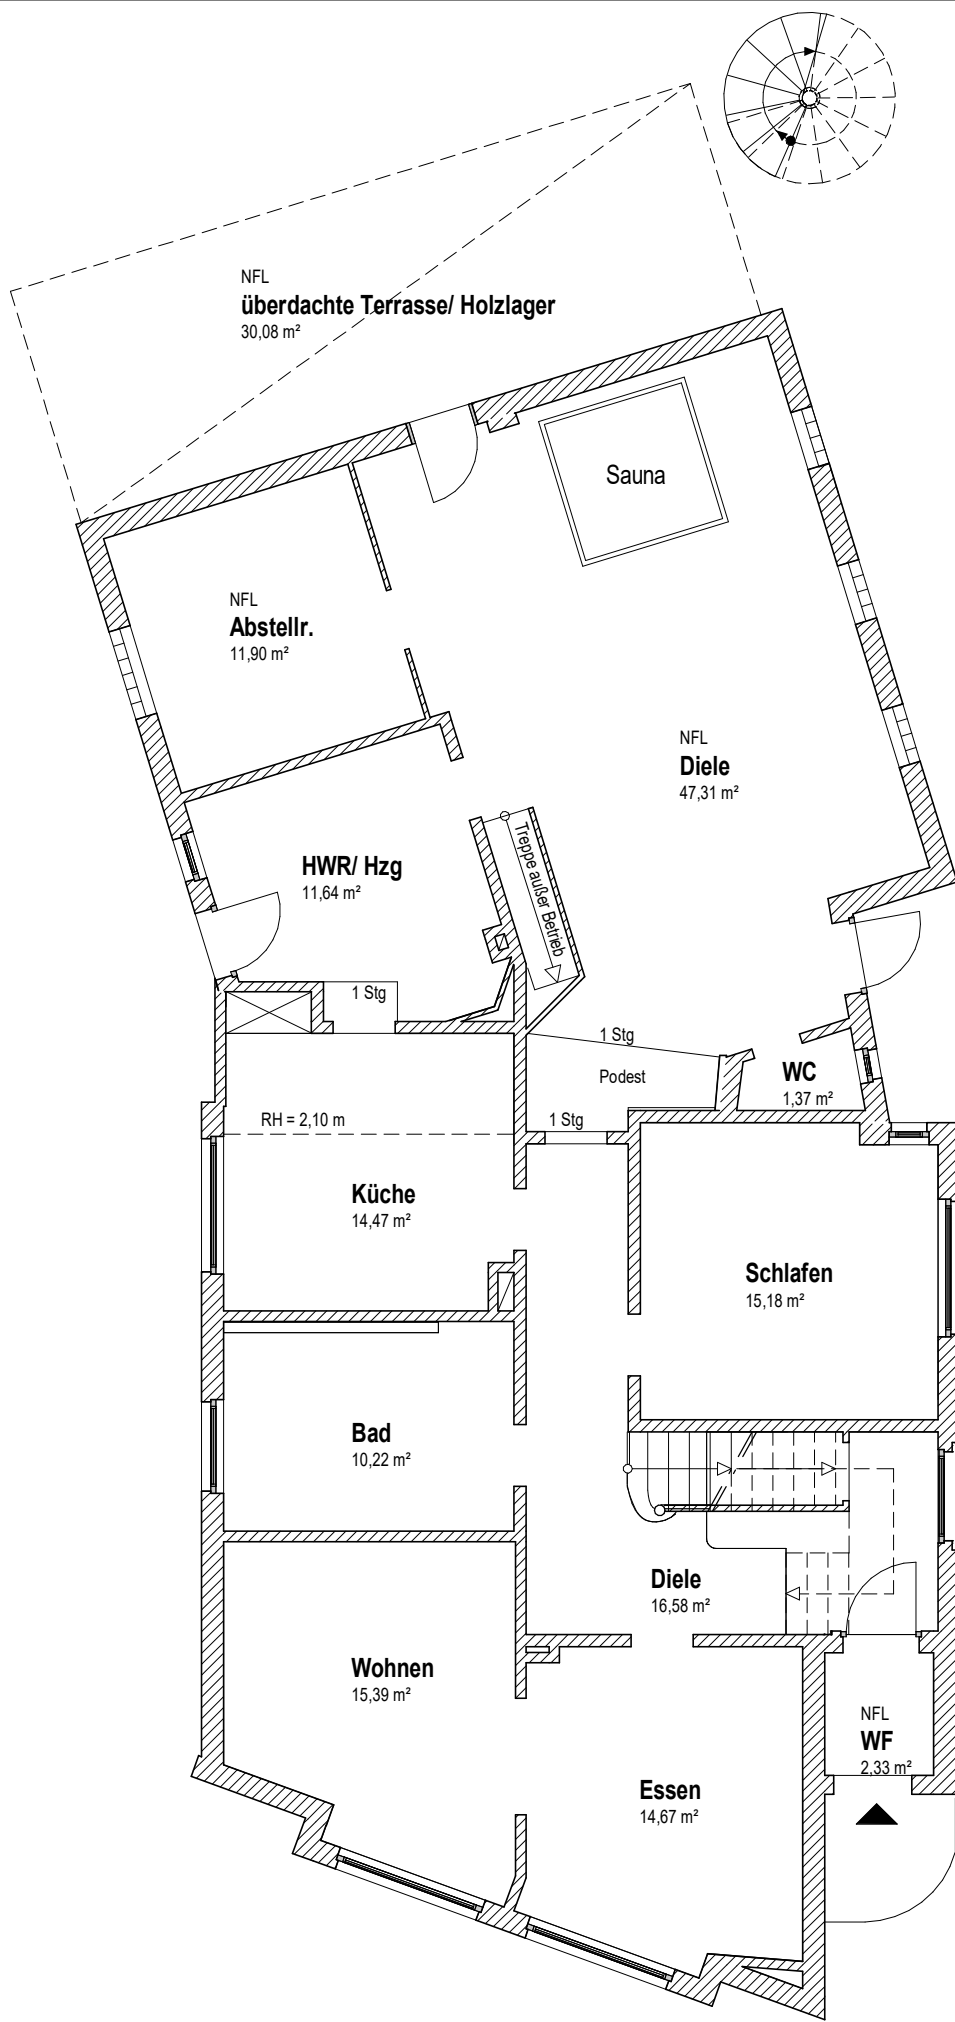 NFL
überdachte Terrasse/ Holzlager
30,08 m²
Sauna
NFL
Abstellr.
11,90 m²
NFL
Diele
47,31 m²
Treppe außer Betrieb
HWR/ Hzg
11,64 m²
1 Stg
1 Stg
Podest
WC
1,37 m²
RH = 2,10 m
1 Stg
Küche
14,47 m²
Schlafen
15,18 m²
Bad
10,22 m²
Diele
16,58 m²
Wohnen
15,39 m²
NFL
WF
2,33 m²
Essen
14,67 m²